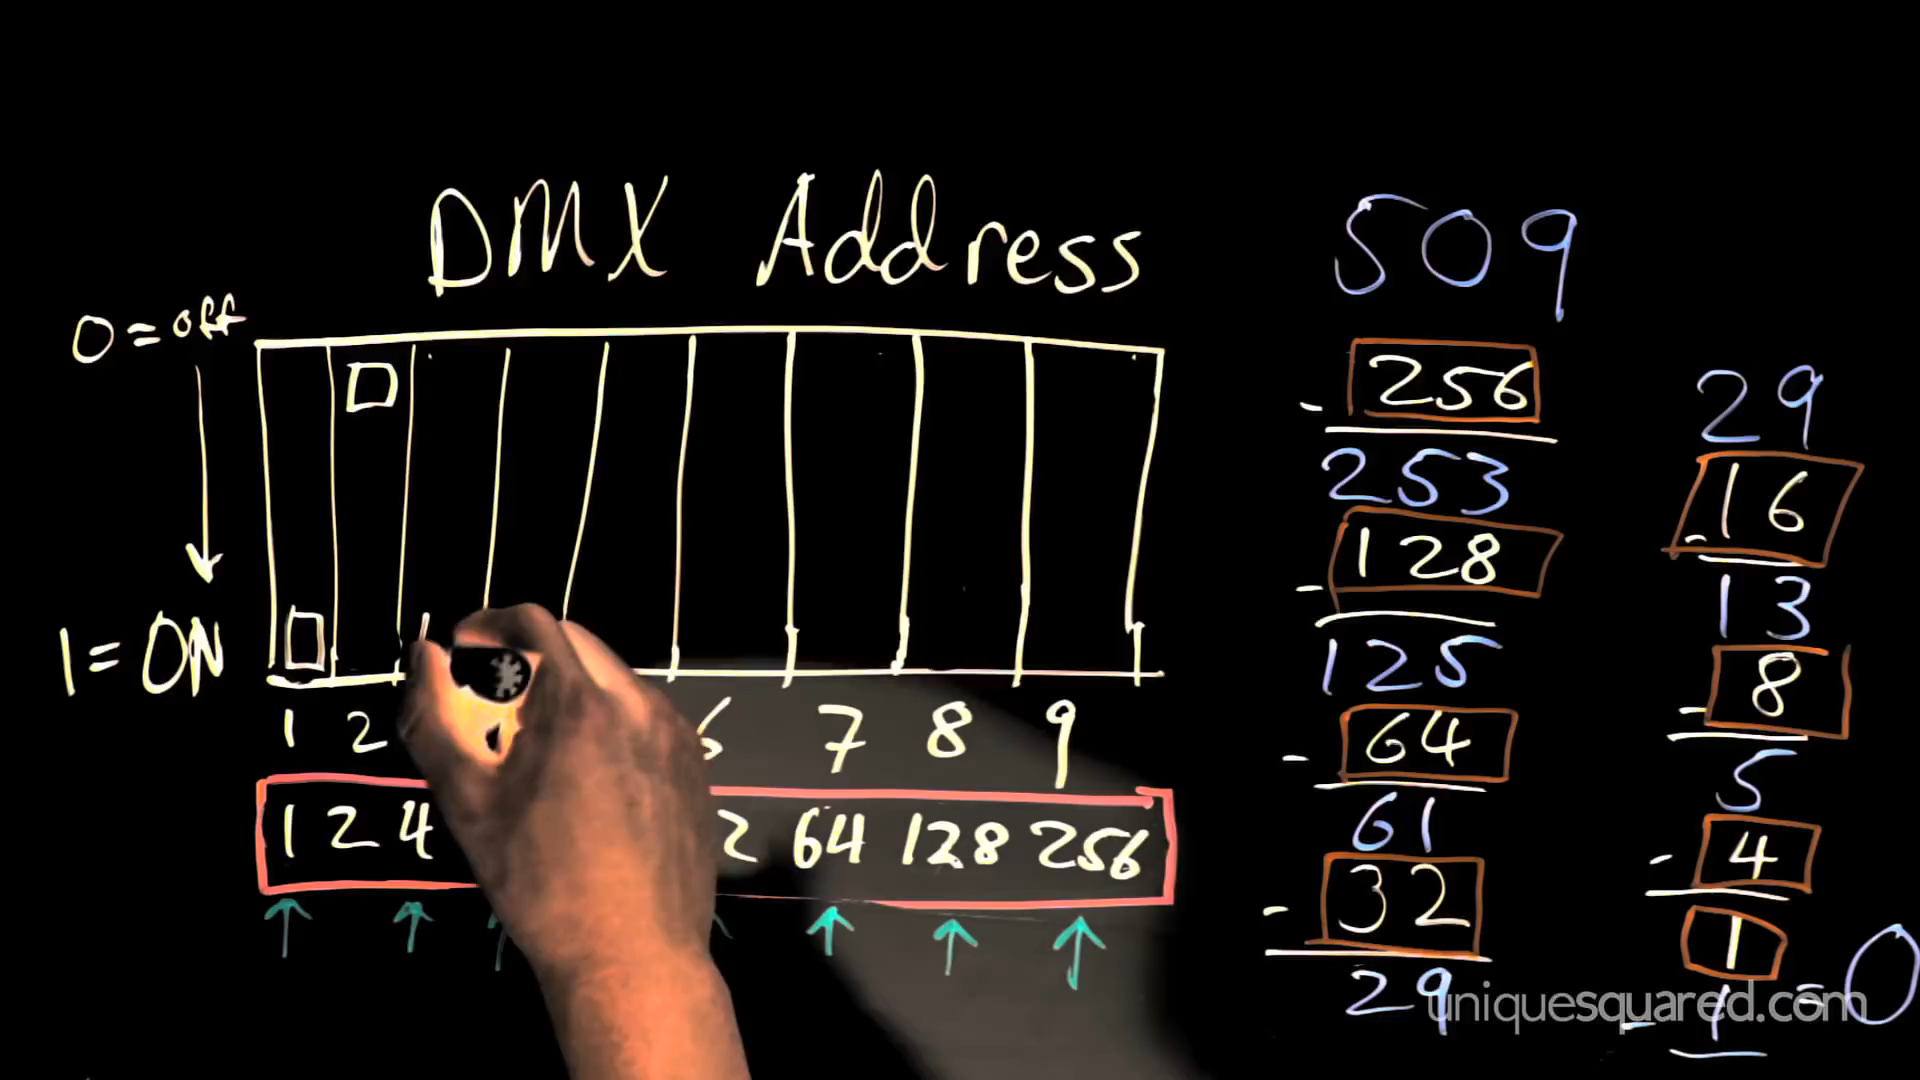 DMX Address
0 = off
1 = ON
1 2 6 7 8 9
1 2 4 2 64 128 256
509
- 256
253
- 128
125
- 64
61
- 32
29
29
- 16
13
- 8
5
- 4
1
- 1 = 0
uniquesquared.com